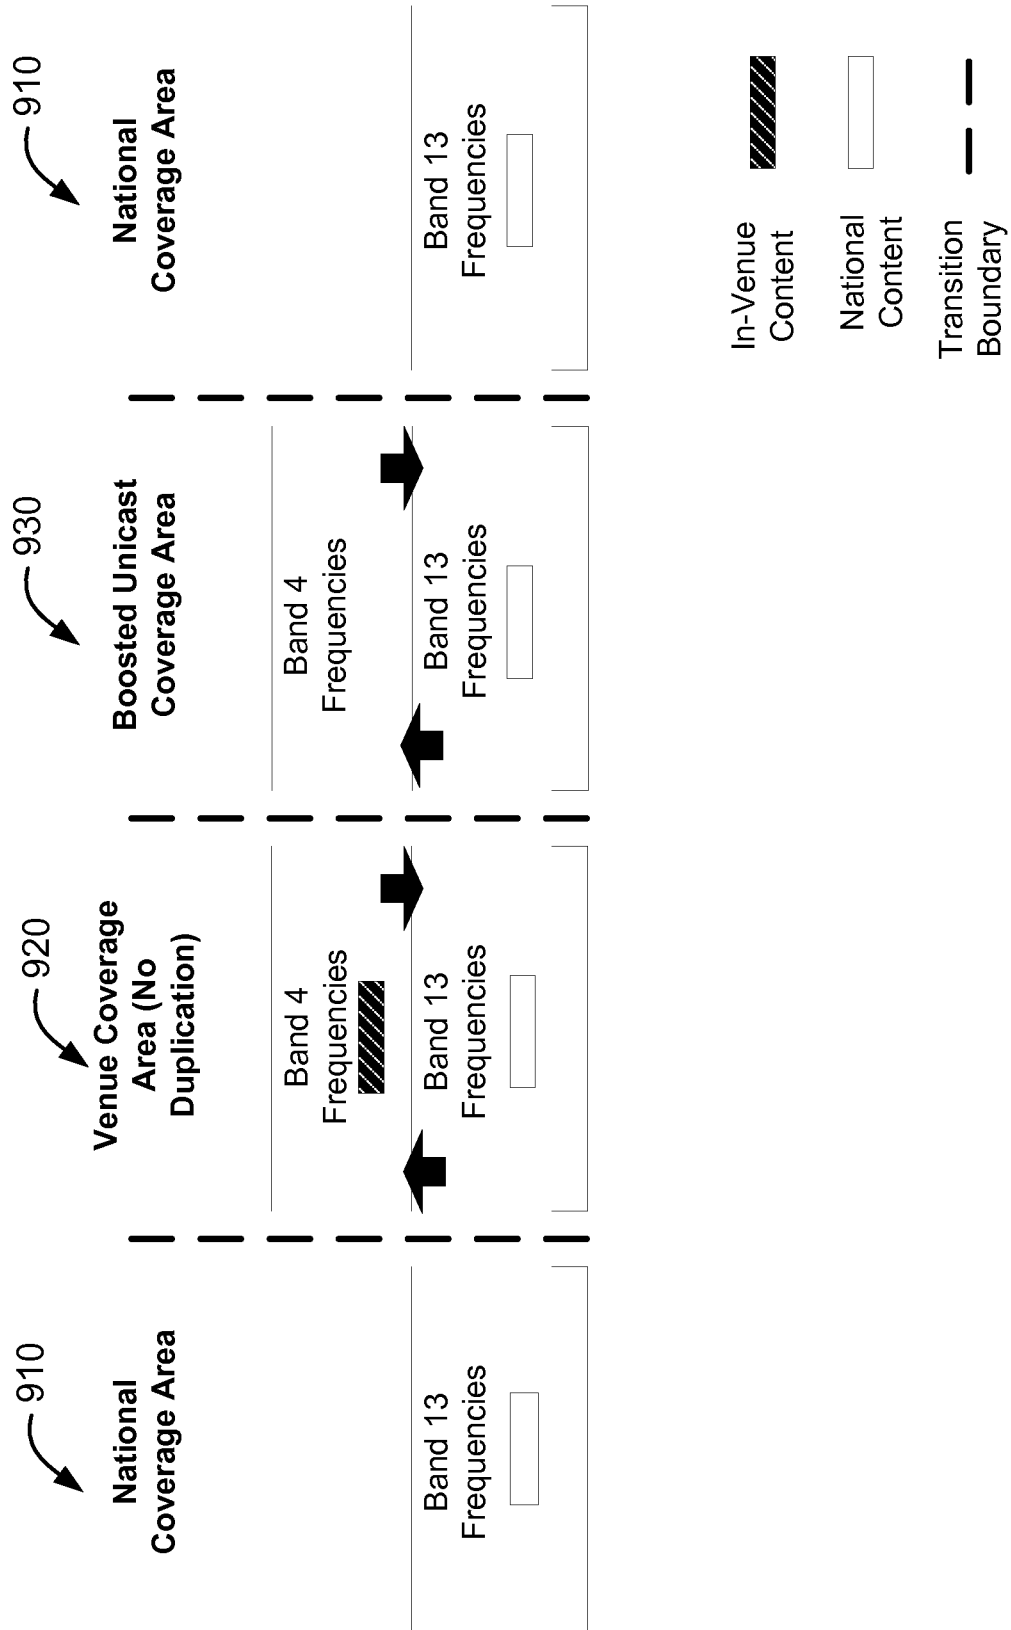 910
National
Coverage Area
Band 13
Frequencies
920
Venue Coverage
Area (No
Duplication)
Band 4
Frequencies
Band 13
Frequencies
930
Boosted Unicast
Coverage Area
Band 4
Frequencies
Band 13
Frequencies
910
National
Coverage Area
Band 13
Frequencies
In-Venue
Content
National
Content
Transition
Boundary